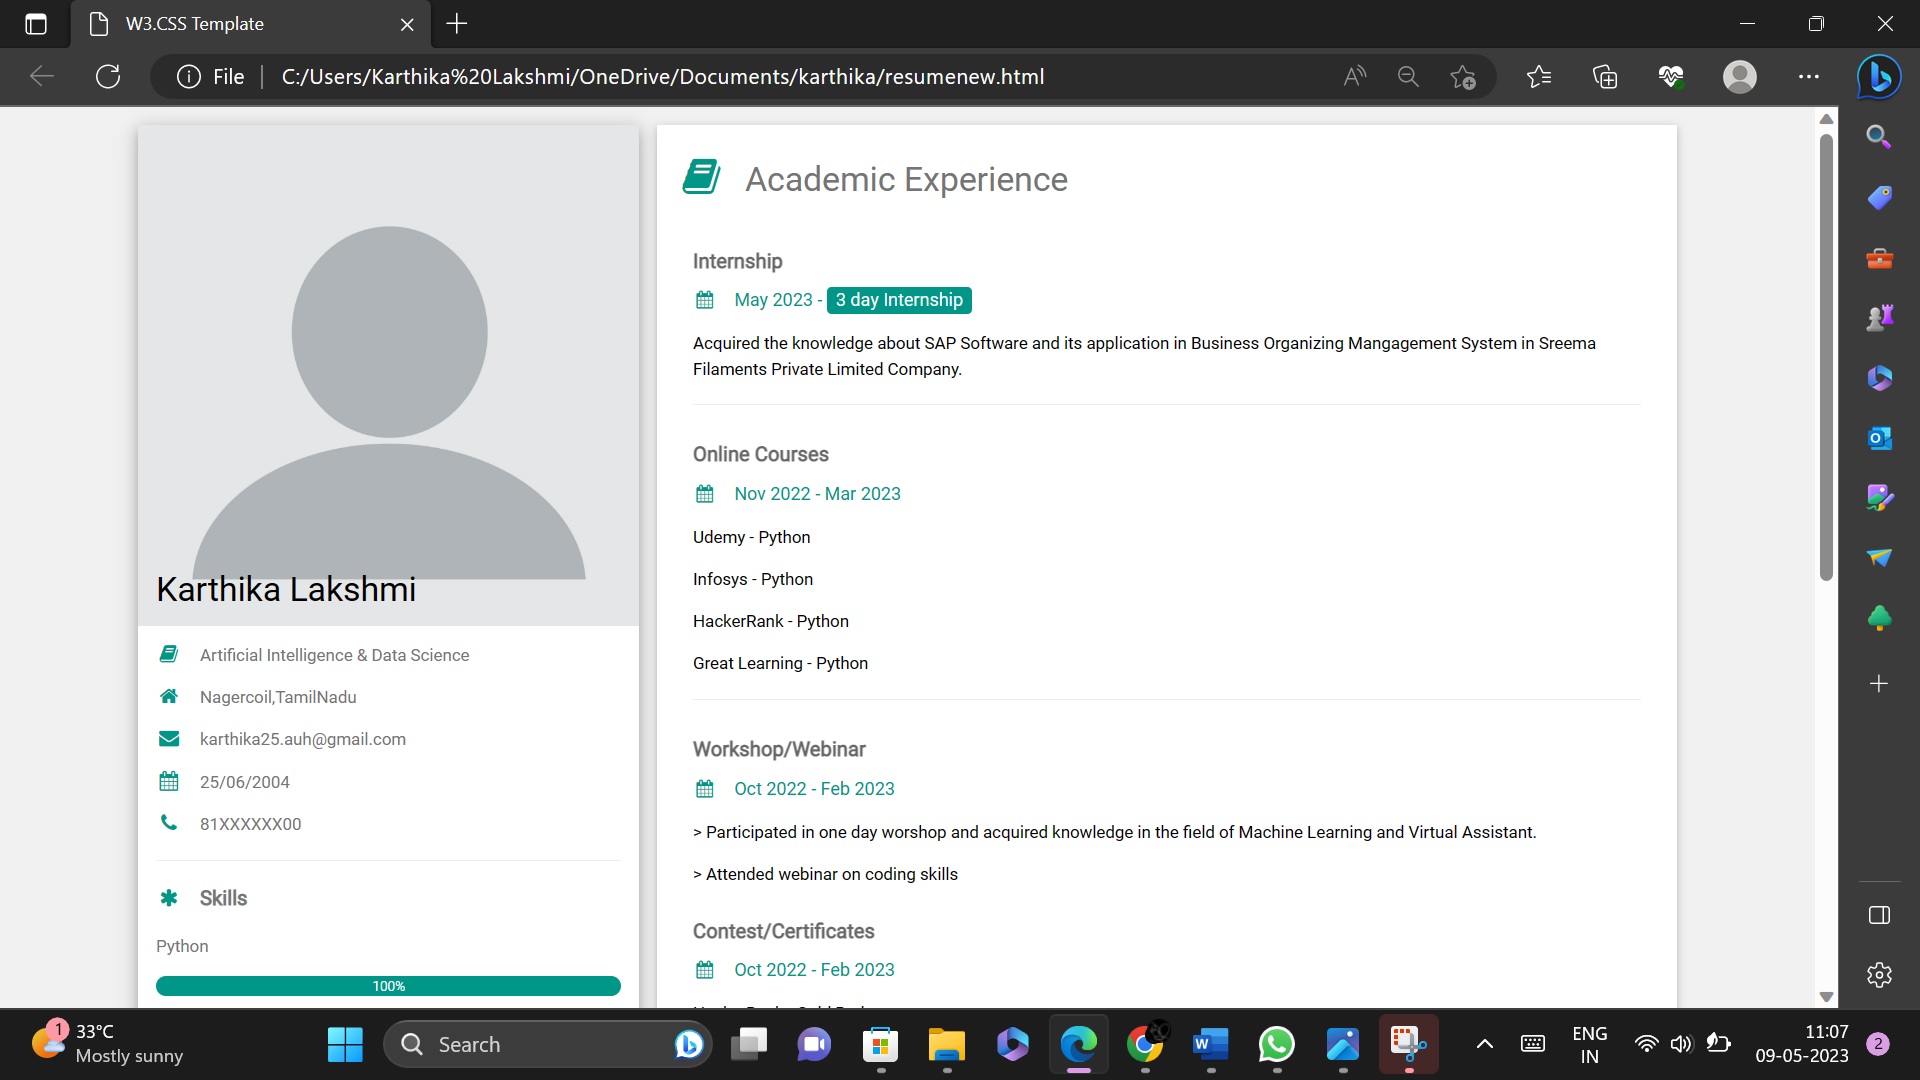 W3.CSS Template
File
C:/Users/Karthika%20Lakshmi/OneDrive/Documents/karthika/resumenew.html
Karthika Lakshmi
Artificial Intelligence & Data Science
Nagercoil,TamilNadu
karthika25.auh@gmail.com
25/06/2004
81XXXXXX00
Skills
Python
100%
Academic Experience
Internship
May 2023 - 3 day Internship
Acquired the knowledge about SAP Software and its application in Business Organizing Mangagement System in Sreema
Filaments Private Limited Company.
Online Courses
Nov 2022 - Mar 2023
Udemy - Python
Infosys - Python
HackerRank - Python
Great Learning - Python
Workshop/Webinar
Oct 2022 - Feb 2023
> Participated in one day worshop and acquired knowledge in the field of Machine Learning and Virtual Assistant.
> Attended webinar on coding skills
Contest/Certificates
Oct 2022 - Feb 2023
1
33°C
Mostly sunny
Search
ENG
IN
11:07
09-05-2023
2